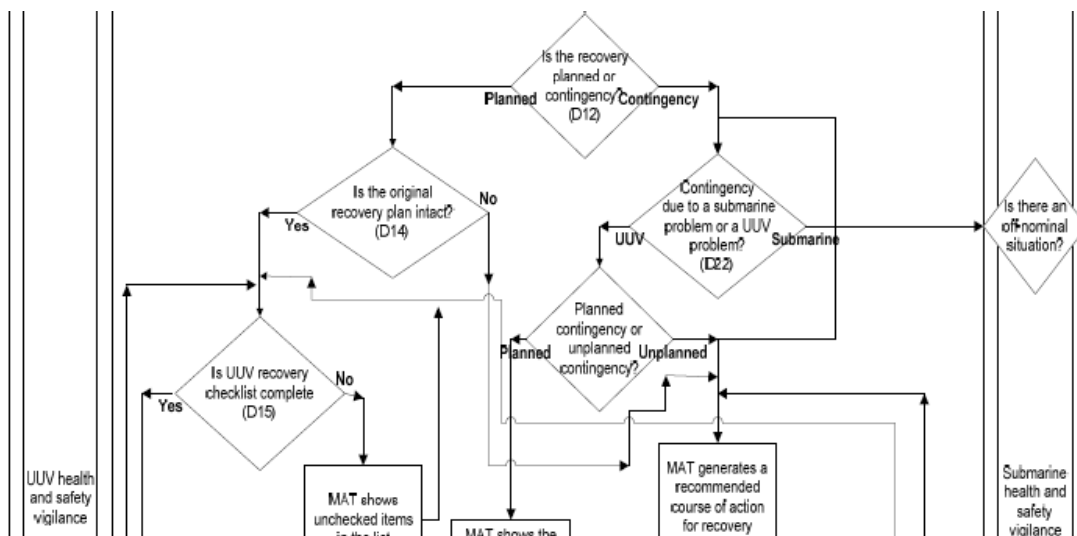 Is the recovery
planned or
contingency?
(D12)
Planned
Contingency
Is the original
recovery plan intact?
(D14)
Yes
No
Contingency
due to a submarine
problem or a UUV
problem?
(D22)
UUV
Submarine
Is there an
off-nominal
situation?
Planned
contingency or
unplanned
contingency?
Planned
Unplanned
Is UUV recovery
checklist complete
(D15)
Yes
No
UUV health
and safety
vigilance
MAT shows
unchecked items
in the list
MAT shows the
MAT generates a
recommended
course of action
for recovery
Submarine
health and
safety
vigilance